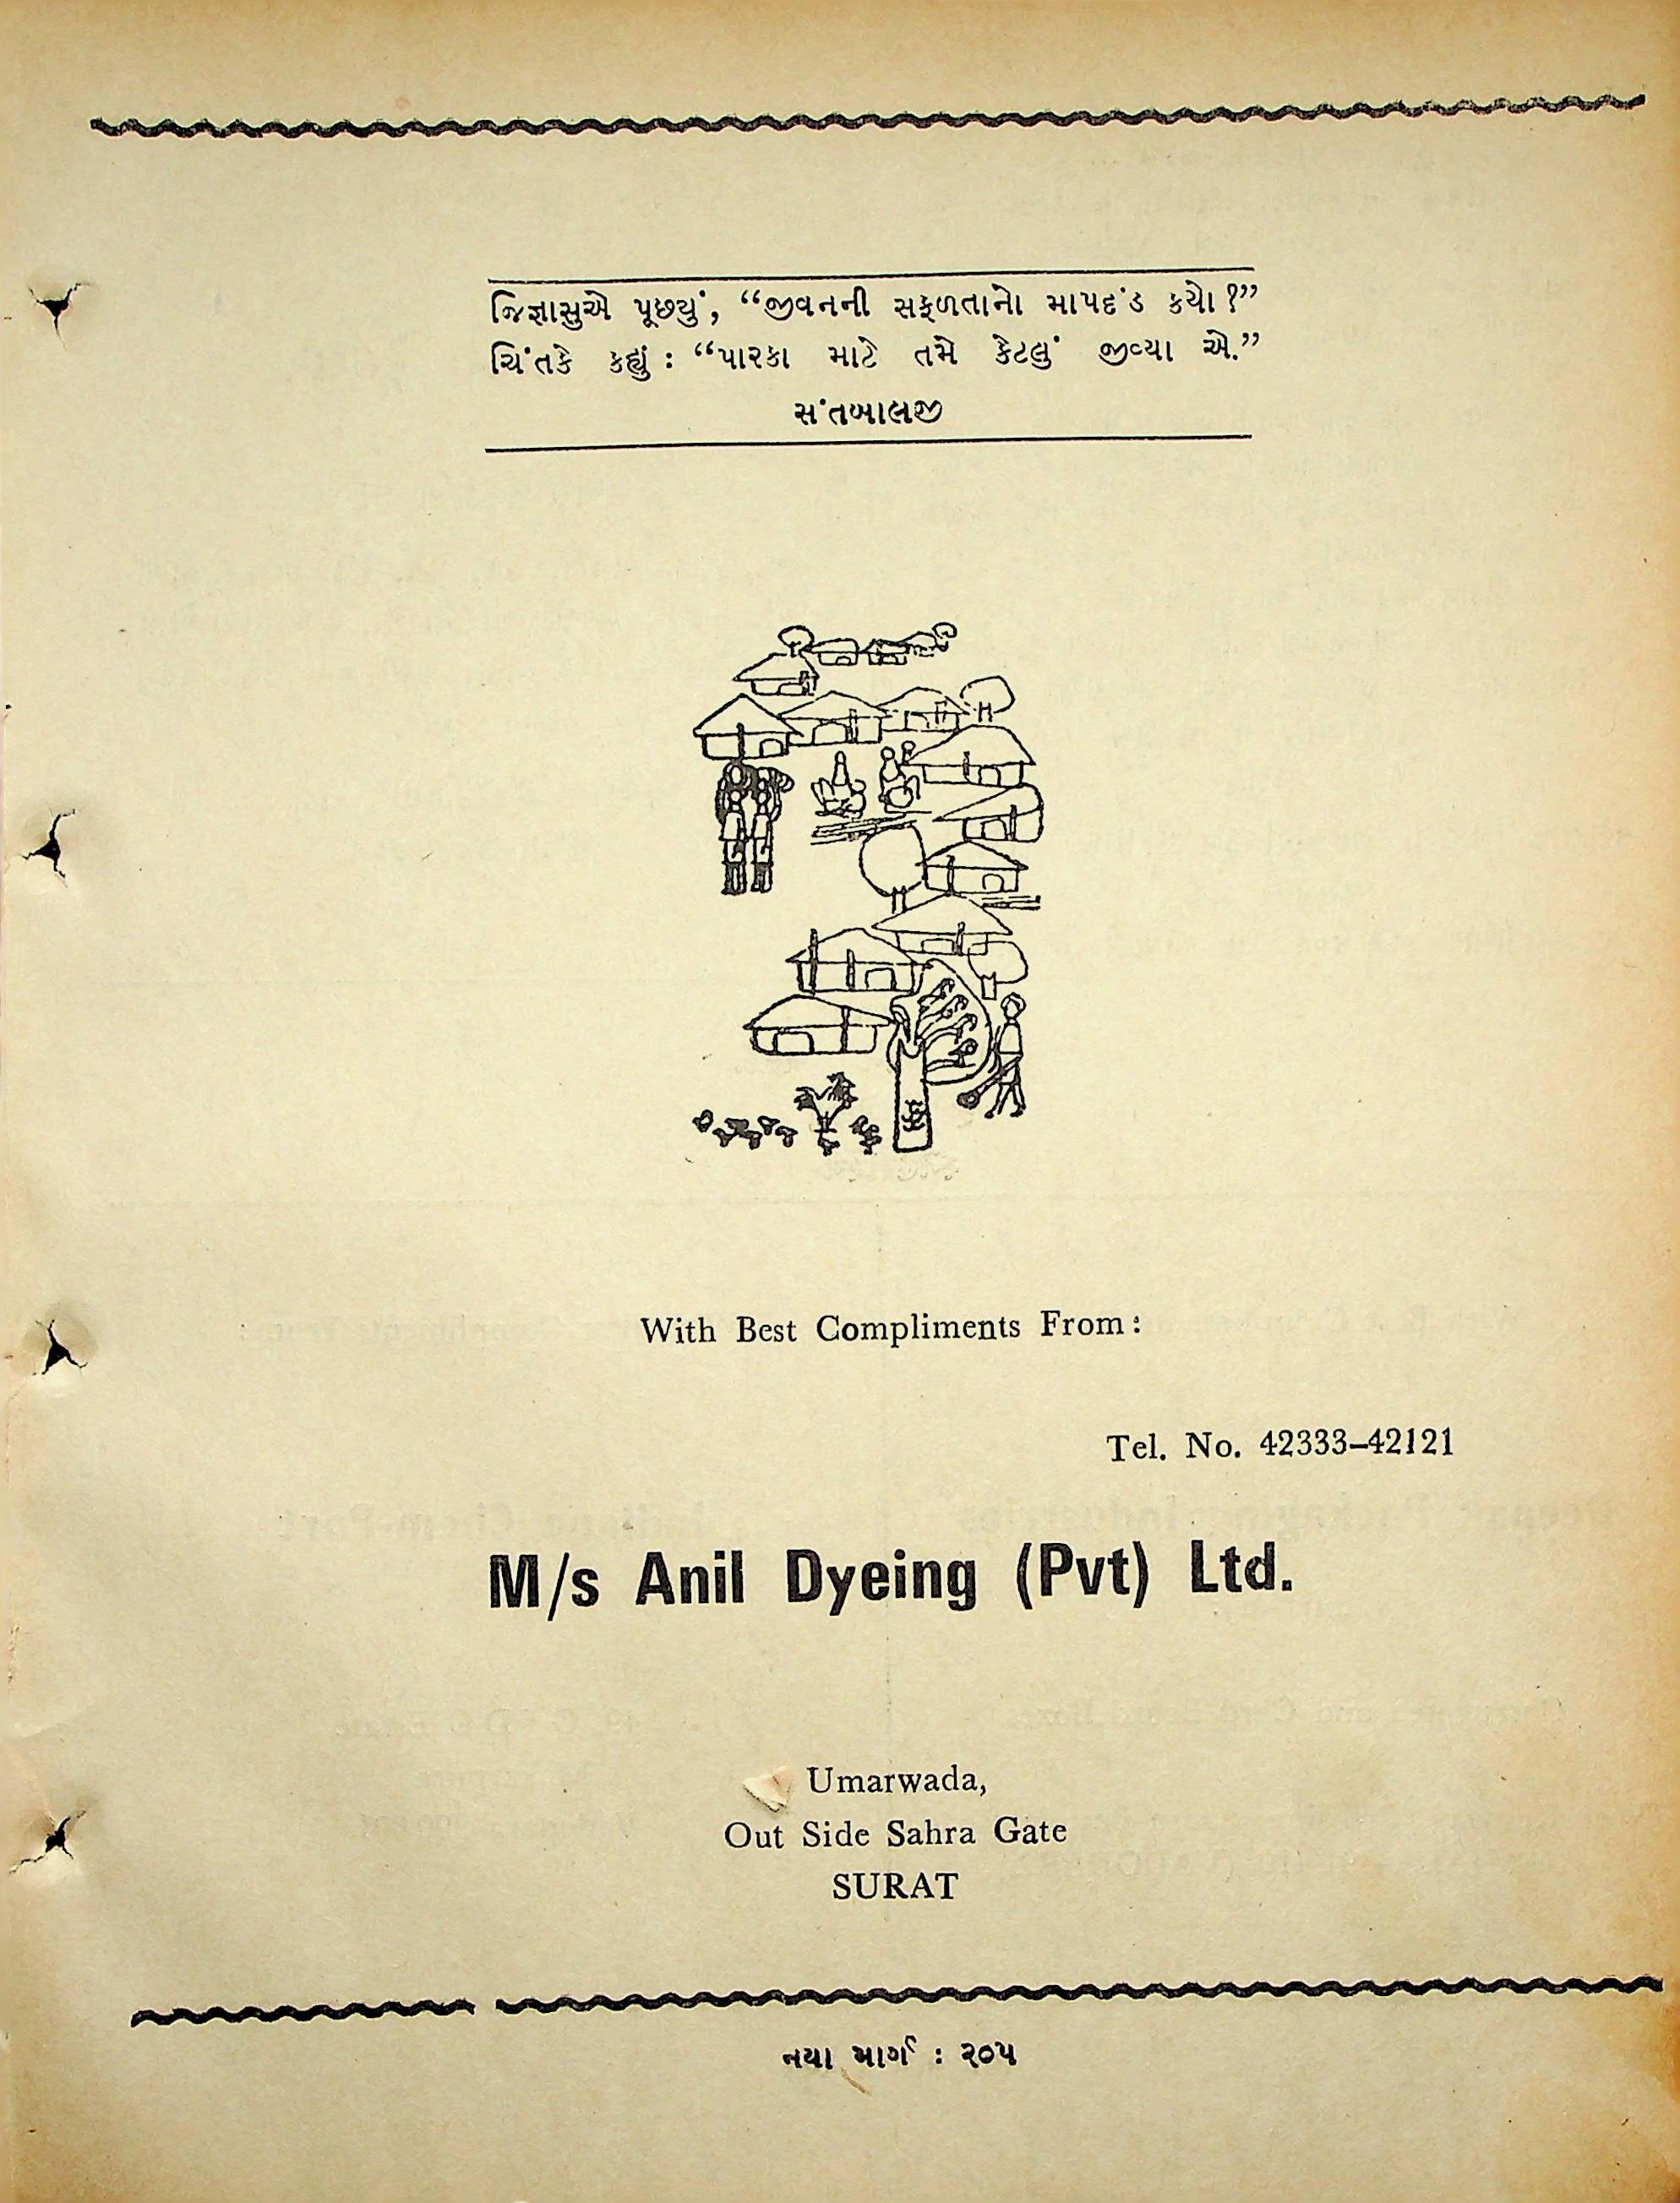 જિજ્ઞાસુએ પૂછયું, “જીવનની સફળતાનો માપદંડ કયો ?”
ચિંતકે કહ્યું : “પારકા માટે તમે કેટલું જીવ્યા એ.”
સંતબાલજી
With Best Compliments From :
Tel. No. 42333–42121
M/s Anil Dyeing (Pvt) Ltd.
Umarwada,
Out Side Sahra Gate
SURAT
નયા માર્ગ : ૨૦૫